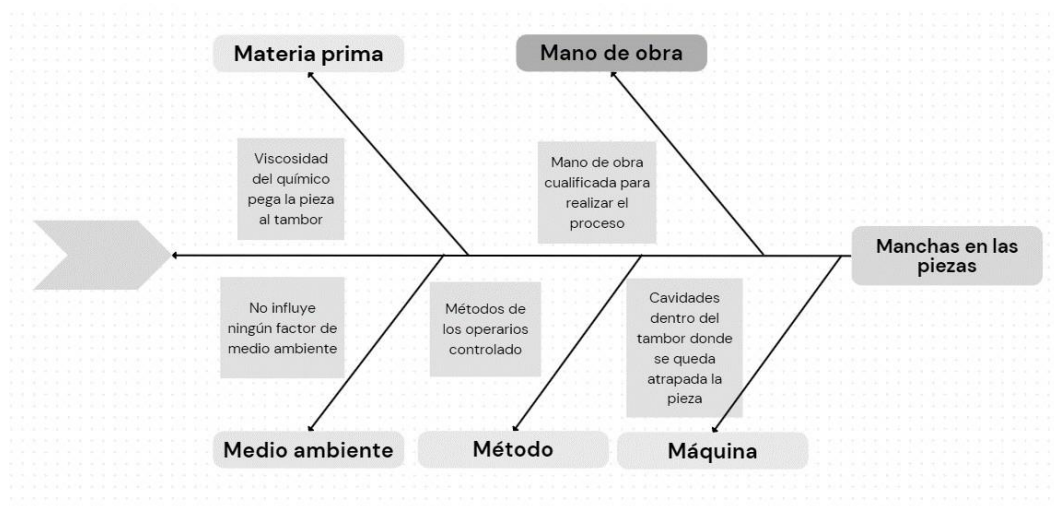 Materia prima
Mano de obra
Viscosidad
del químico
pega la pieza
al tambor
Mano de obra
cualificada para
realizar el
proceso
Manchas en las
piezas
No influye
ningún factor de
medio ambiente
Métodos de
los operarios
controlado
Cavidades
dentro del
tambor donde
se queda
atrapada la
pieza
Medio ambiente
Método
Máquina